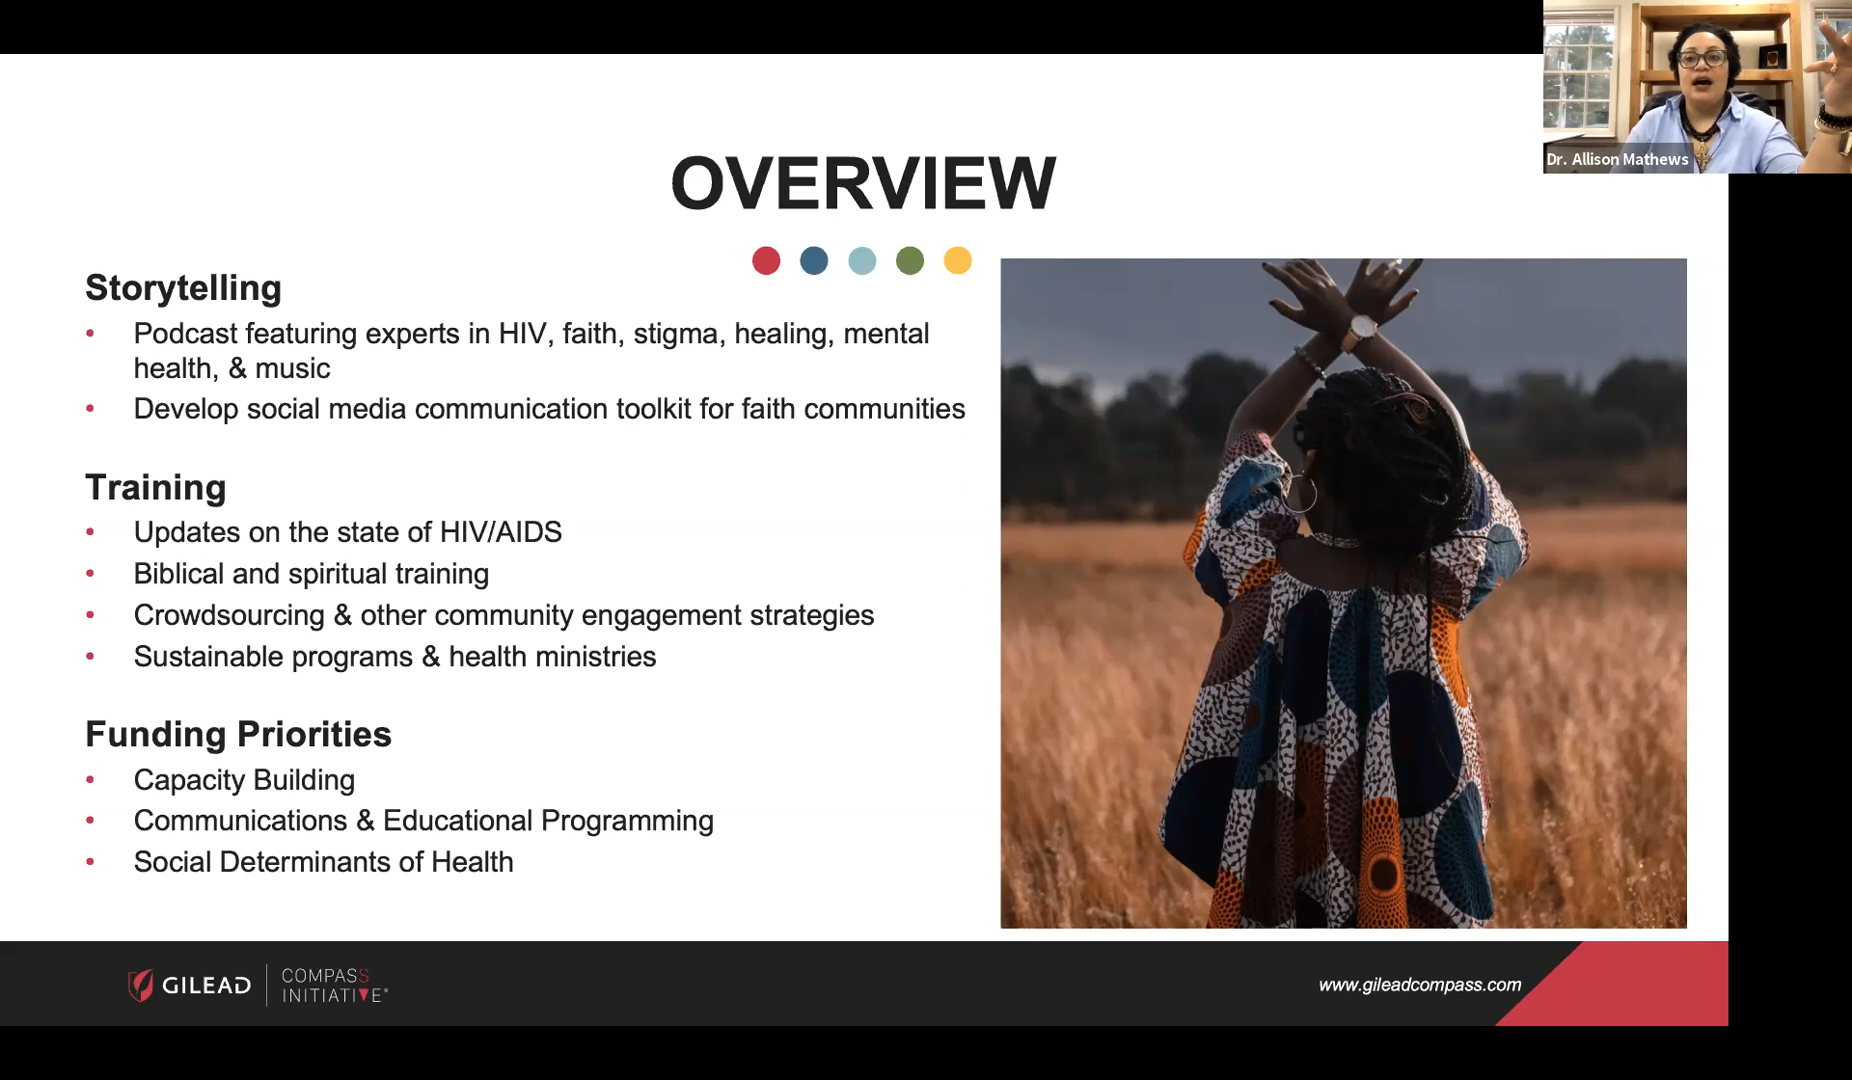 Dr. Allison Mathews
OVERVIEW
Storytelling
• Podcast featuring experts in HIV, faith, stigma, healing, mental
health, & music
• Develop social media communication toolkit for faith communities
Training
• Updates on the state of HIV/AIDS
• Biblical and spiritual training
• Crowdsourcing & other community engagement strategies
• Sustainable programs & health ministries
Funding Priorities
• Capacity Building
• Communications & Educational Programming
• Social Determinants of Health
GILEAD
COMPASS
INITIATIVE®
www.gileadcompass.com